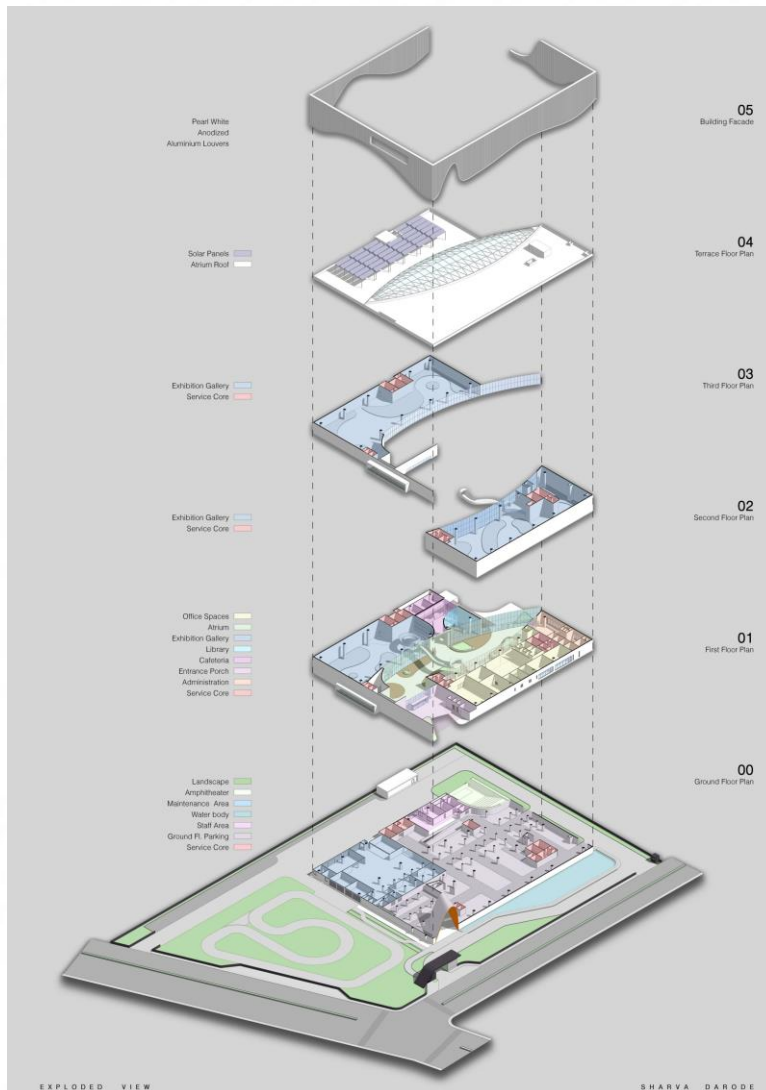 05
Building Facade
Pearl White
Anodized
Aluminium Louvers
04
Terrace Floor Plan
Solar Panels
Atrium Roof
03
Third Floor Plan
Exhibition Gallery
Service Core
02
Second Floor Plan
Exhibition Gallery
Service Core
01
First Floor Plan
Office Spaces
Atrium
Exhibition Gallery
Library
Cafeteria
Entrance Porch
Administration
Service Core
00
Ground Floor Plan
Landscape
Amphitheater
Maintenance Area
Water body
Staff Area
Ground Fl. Parking
Service Core
EXPLODED VIEW
SHARVA DARODE